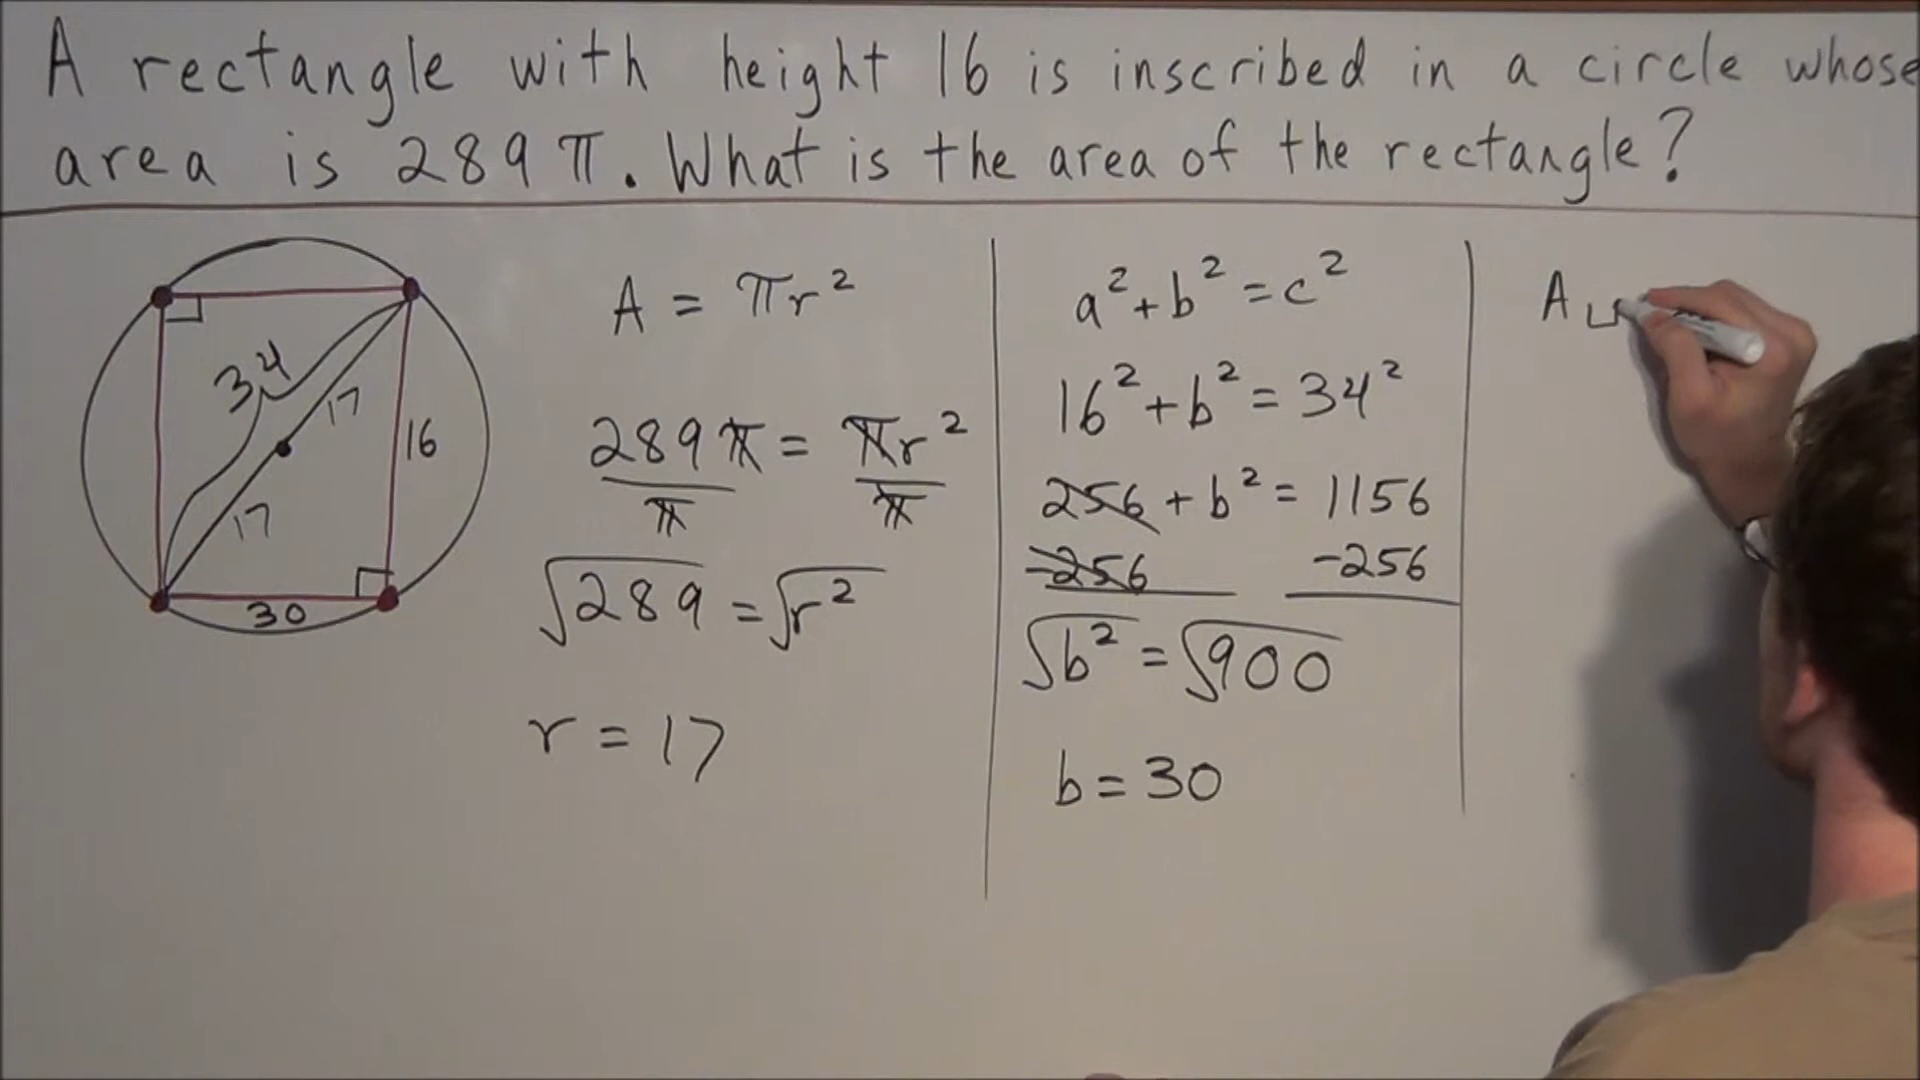 A rectangle with height 16 is inscribed in a circle whose
area is 289π. What is the area of the rectangle?
34
17
16
17
30
A = πr²
289π = πr²
π π
√289 = √r²
r = 17
a² + b² = c²
16² + b² = 34²
256 + b² = 1156
-256 -256
√b² = √900
b = 30
A